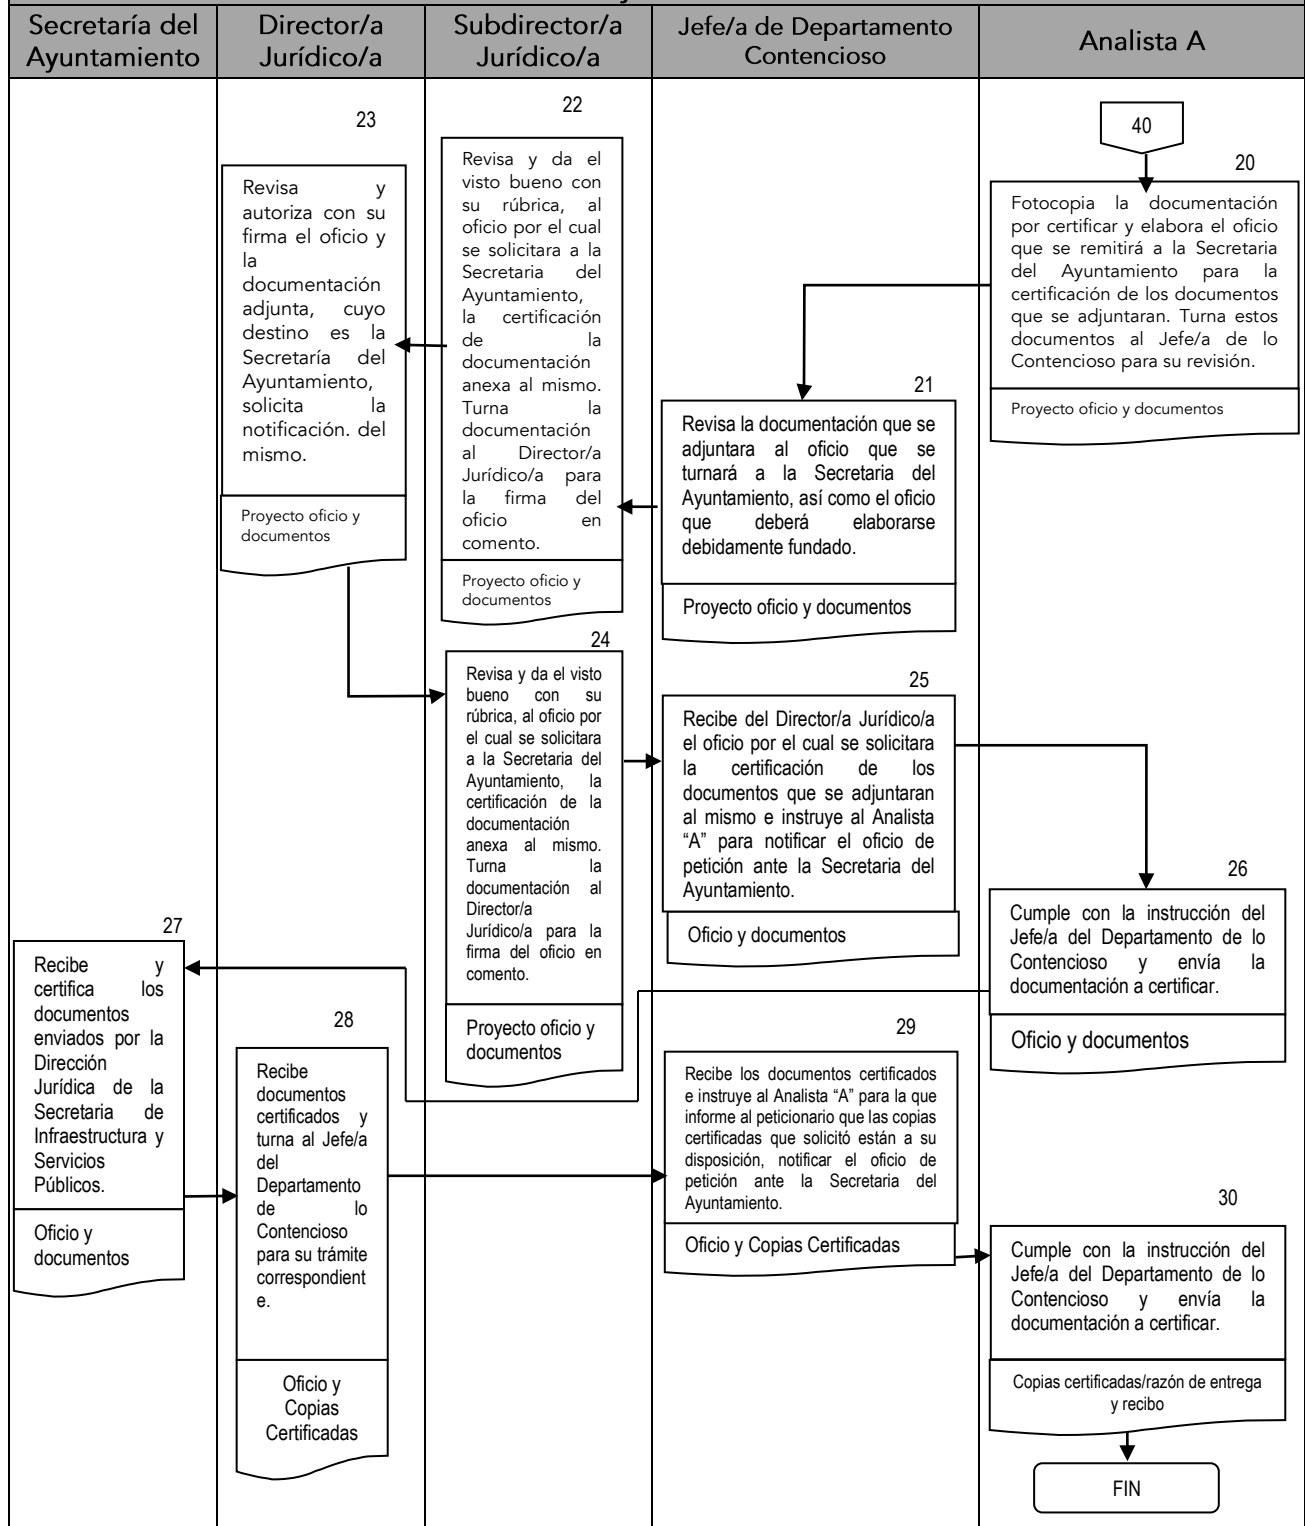 Secretaría del
Ayuntamiento
Director/a
Jurídico/a
Subdirector/a
Jurídico/a
Jefe/a de Departamento
Contencioso
Analista A
40
20
Fotocopia la documentación
por certificar y elabora el oficio
que se remitirá a la Secretaria
del Ayuntamiento para la
certificación de los documentos
que se adjuntaran. Turna estos
documentos al Jefe/a de lo
Contencioso para su revisión.
Proyecto oficio y documentos
21
Revisa la documentación que se
adjuntara al oficio que se
turnará a la Secretaria del
Ayuntamiento, así como el oficio
que deberá elaborarse
debidamente fundado.
Proyecto oficio y documentos
22
Revisa y da el
visto bueno con
su rúbrica, al
oficio por el cual
se solicitara a la
Secretaria del
Ayuntamiento,
la certificación
de la
documentación
anexa al mismo.
Turna la
documentación
al Director/a
Jurídico/a para
la firma del
oficio en
comento.
Proyecto oficio y
documentos
23
Revisa y
autoriza con su
firma el oficio y
la
documentación
adjunta, cuyo
destino es la
Secretaría del
Ayuntamiento,
solicita la
notificación. del
mismo.
Proyecto oficio y
documentos
24
Revisa y da el visto
bueno con su
rúbrica, al oficio por
el cual se solicitara
a la Secretaria del
Ayuntamiento, la
certificación de la
documentación
anexa al mismo.
Turna la
documentación al
Director/a
Jurídico/a para la
firma del oficio en
comento.
Proyecto oficio y
documentos
25
Recibe del Director/a Jurídico/a
el oficio por el cual se solicitara
la certificación de los
documentos que se adjuntaran
al mismo e instruye al Analista
“A” para notificar el oficio de
petición ante la Secretaria del
Ayuntamiento.
Oficio y documentos
26
Cumple con la instrucción del
Jefe/a del Departamento de lo
Contencioso y envía la
documentación a certificar.
Oficio y documentos
27
Recibe y
certifica los
documentos
enviados por la
Dirección
Jurídica de la
Secretaria de
Infraestructura y
Servicios
Públicos.
Oficio y
documentos
28
Recibe
documentos
certificados y
turna al Jefe/a
del
Departamento
de lo
Contencioso
para su trámite
correspondient
e.
Oficio y
Copias
Certificadas
29
Recibe los documentos certificados
e instruye al Analista “A” para la que
informe al peticionario que las copias
certificadas que solicitó están a su
disposición, notificar el oficio de
petición ante la Secretaria del
Ayuntamiento.
Oficio y Copias Certificadas
30
Cumple con la instrucción del
Jefe/a del Departamento de lo
Contencioso y envía la
documentación a certificar.
Copias certificadas/razón de entrega
y recibo
FIN